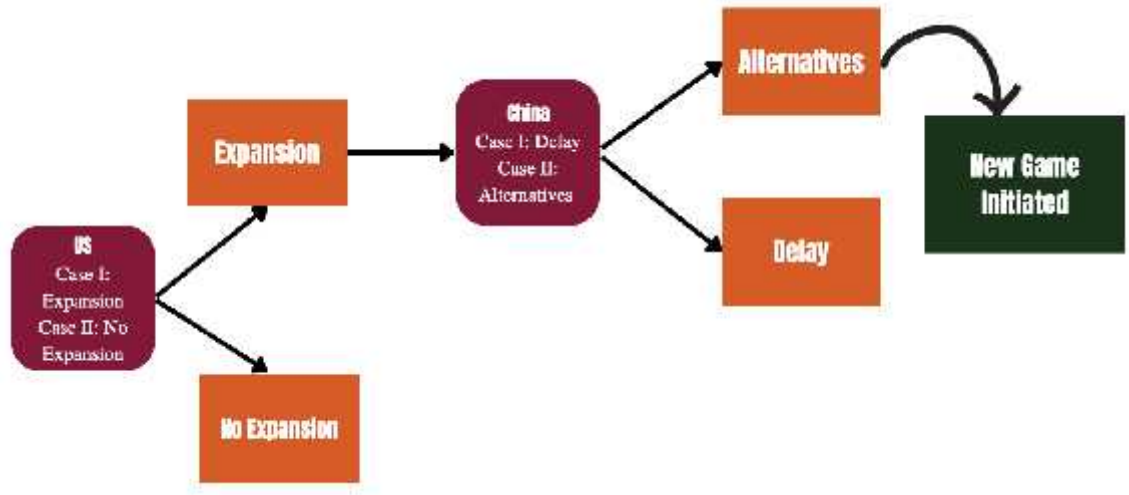 US
Case I:
Expansion
Case II: No
Expansion
Expansion
No Expansion
China
Case I: Delay
Case II:
Alternatives
Alternatives
Delay
New Game
Initiated